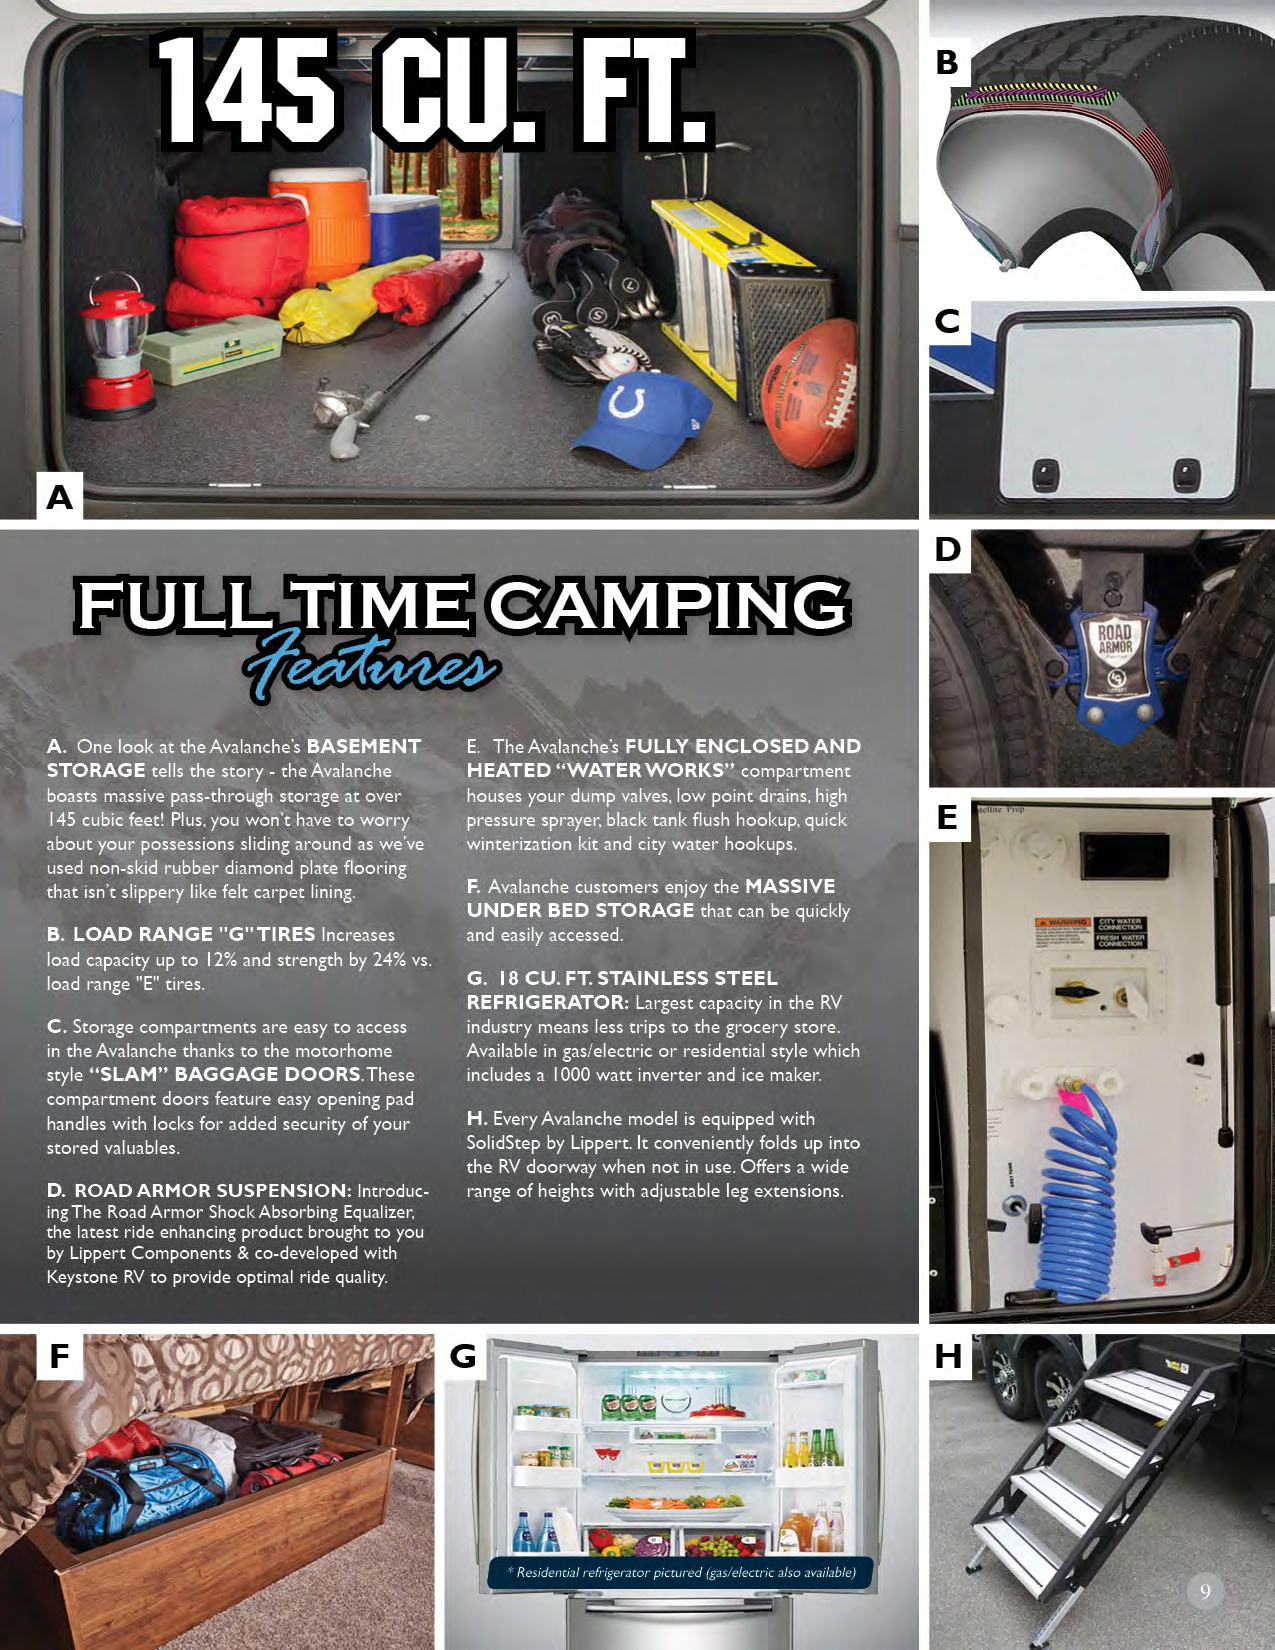 145 CU. FT.
A
B
C
D
ROAD
ARMOR
E
Satellite Prep
WARNING
CITY WATER
CONNECTION
FRESH WATER
CONNECTION
GREY TANK
FULL TIME CAMPING
Features
A. One look at the Avalanche's BASEMENT
STORAGE tells the story - the Avalanche
boasts massive pass-through storage at over
145 cubic feet! Plus, you won't have to worry
about your possessions sliding around as we've
used non-skid rubber diamond plate flooring
that isn't slippery like felt carpet lining.
B. LOAD RANGE "G" TIRES Increases
load capacity up to 12% and strength by 24% vs.
load range "E" tires.
C. Storage compartments are easy to access
in the Avalanche thanks to the motorhome
style “SLAM” BAGGAGE DOORS. These
compartment doors feature easy opening pad
handles with locks for added security of your
stored valuables.
D. ROAD ARMOR SUSPENSION: Introduc-
ing The Road Armor Shock Absorbing Equalizer,
the latest ride enhancing product brought to you
by Lippert Components & co-developed with
Keystone RV to provide optimal ride quality.
E. The Avalanche's FULLY ENCLOSED AND
HEATED “WATER WORKS” compartment
houses your dump valves, low point drains, high
pressure sprayer, black tank flush hookup, quick
winterization kit and city water hookups.
F. Avalanche customers enjoy the MASSIVE
UNDER BED STORAGE that can be quickly
and easily accessed.
G. 18 CU. FT. STAINLESS STEEL
REFRIGERATOR: Largest capacity in the RV
industry means less trips to the grocery store.
Available in gas/electric or residential style which
includes a 1000 watt inverter and ice maker.
H. Every Avalanche model is equipped with
SolidStep by Lippert. It conveniently folds up into
the RV doorway when not in use. Offers a wide
range of heights with adjustable leg extensions.
F
G
* Residential refrigerator pictured (gas/electric also available)
H
9